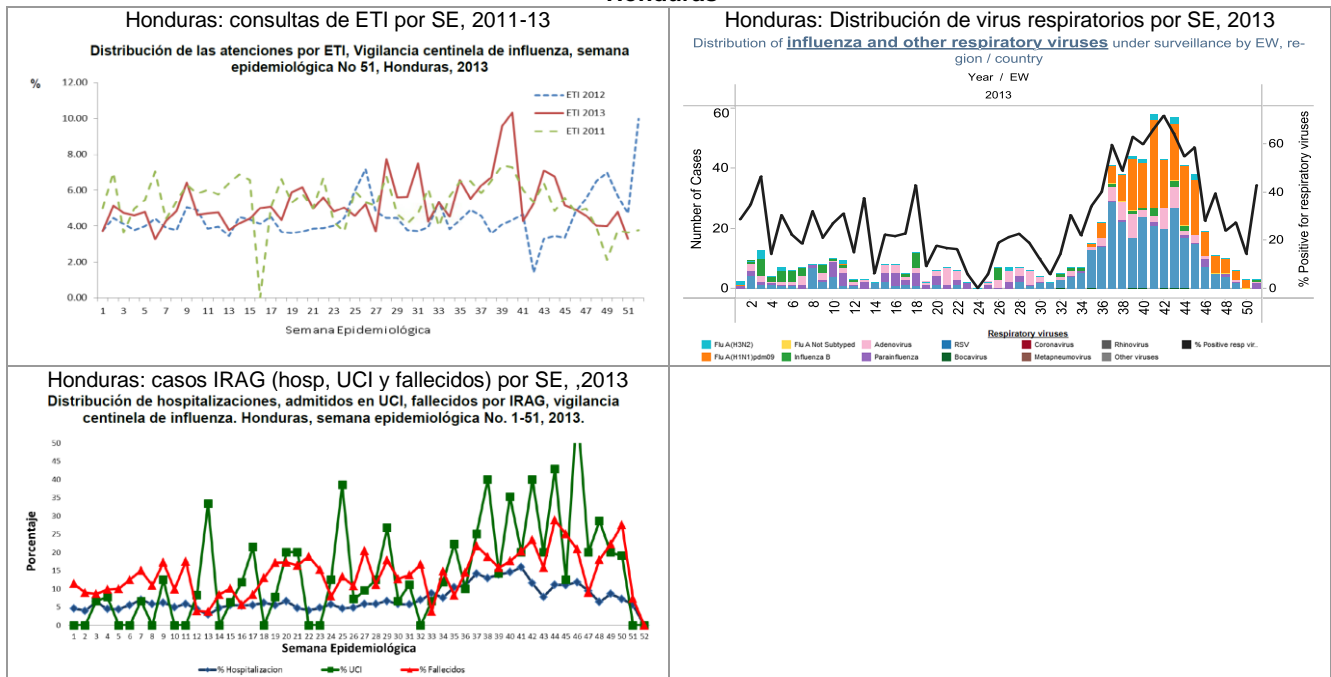 Honduras
Honduras: consultas de ETI por SE, 2011-13
Distribución de las atenciones por ETI, Vigilancia centinela de influenza, semana
epidemiológica No 51, Honduras, 2013
%
12.00
10.00
8.00
6.00
4.00
2.00
0.00
ETI 2012
ETI 2013
ETI 2011
1 3 5 7 9 11 13 15 17 19 21 23 25 27 29 31 33 35 37 39 41 43 45 47 49 51
Semana Epidemiológica
Honduras: Distribución de virus respiratorios por SE, 2013
Distribution of influenza and other respiratory viruses under surveillance by EW, re-
gion / country
Year / EW
2013
Number of Cases
60
40
20
0
% Positive for respiratory viruses
60
40
20
0
2 4 6 8 10 12 14 16 18 20 22 24 26 28 30 32 34 36 38 40 42 44 46 48 50
Respiratory viruses
Flu A(H3N2) Flu A Not Subtyped Adenovirus RSV Coronavirus Rhinovirus % Positive resp vir..
Flu A(H1N1)pdm09 Influenza B Parainfluenza Bocavirus Metapneumovirus Other viruses
Honduras: casos IRAG (hosp, UCI y fallecidos) por SE, ,2013
Distribución de hospitalizaciones, admitidos en UCI, fallecidos por IRAG, vigilancia
centinela de influenza. Honduras, semana epidemiológica No. 1-51, 2013.
Porcentaje
50
45
40
35
30
25
20
15
10
5
0
1 2 3 4 5 6 7 8 9 10 11 12 13 14 15 16 17 18 19 20 21 22 23 24 25 26 27 28 29 30 31 32 33 34 35 36 37 38 39 40 41 42 43 44 45 46 47 48 49 50 51 52
Semana Epidemiológica
% Hospitalizacion % UCI % Fallecidos